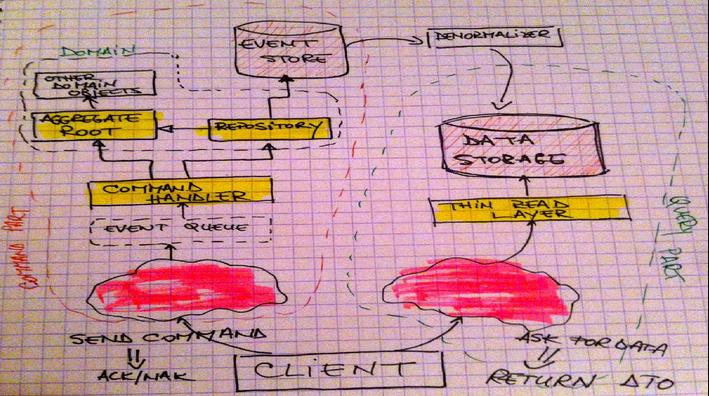 EVENT
STORE
DENORMALIZER
DOMAIN
OTHER
DOMAIN
OBJECTS
AGGREGATE
ROOT
REPOSITORY
DATA
STORAGE
COMMAND
HANDLER
THIN READ
LAYER
EVENT QUEUE
COMMAND PART
QUERY PART
SEND COMMAND
ACK/NAK
CLIENT
ASK FOR DATA
RETURN DTO